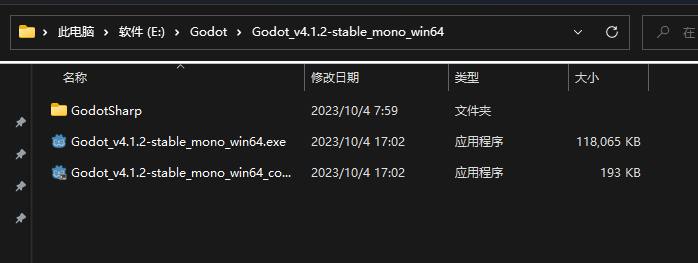 此电脑 > 软件 (E:) > Godot > Godot_v4.1.2-stable_mono_win64 在
名称 修改日期 类型 大小
GodotSharp 2023/10/4 7:59 文件夹
Godot_v4.1.2-stable_mono_win64.exe 2023/10/4 17:02 应用程序 118,065 KB
Godot_v4.1.2-stable_mono_win64_co... 2023/10/4 17:02 应用程序 193 KB